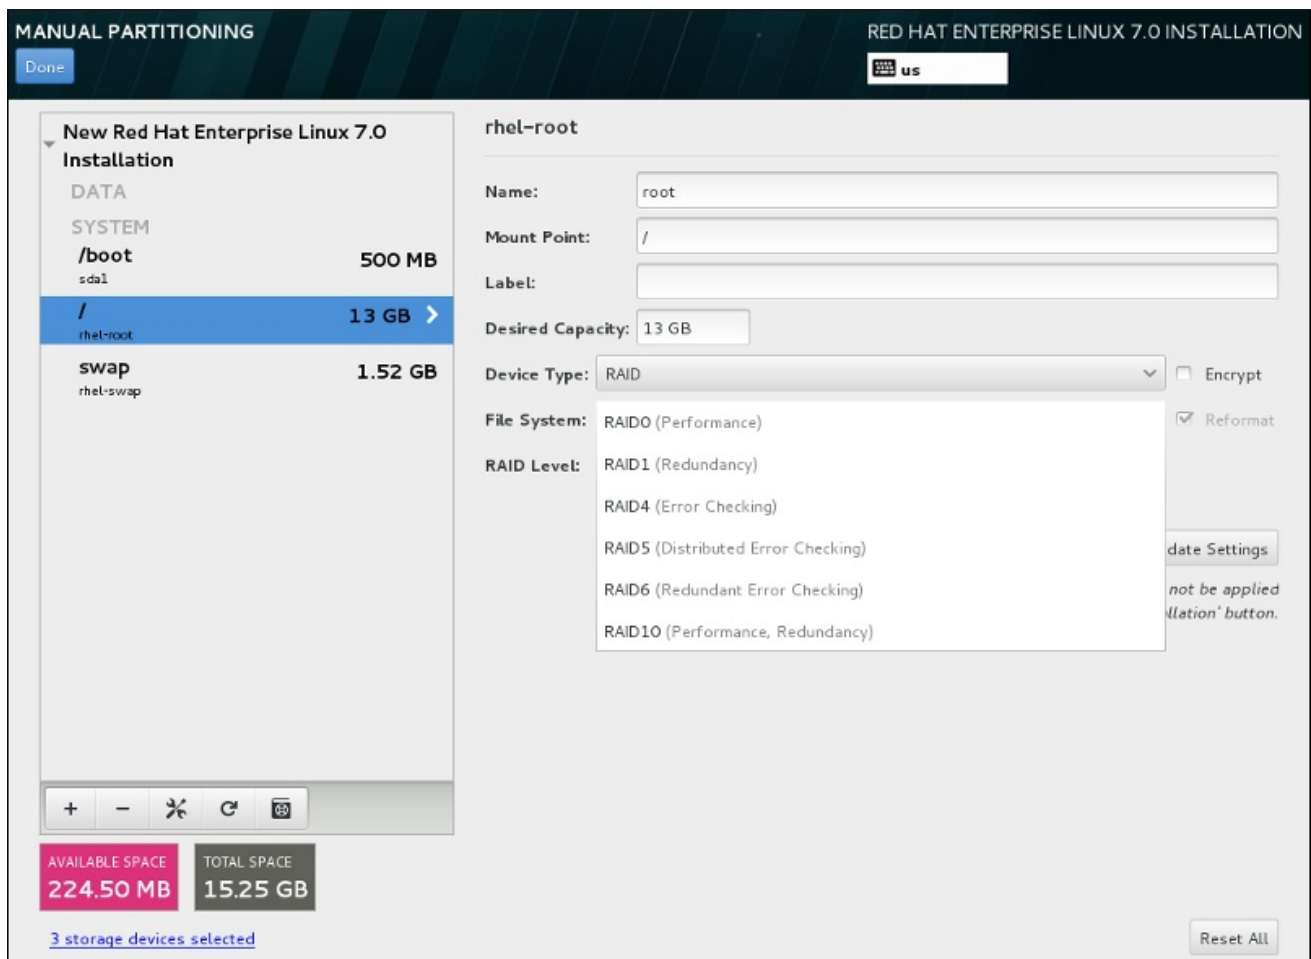 MANUAL PARTITIONING
RED HAT ENTERPRISE LINUX 7.0 INSTALLATION
Done
us
New Red Hat Enterprise Linux 7.0
Installation
DATA
SYSTEM
/boot
500 MB
sda1
/
13 GB
rhel-root
swap
1.52 GB
rhel-swap
rhel-root
Name:
root
Mount Point:
/
Label:
Desired Capacity:
13 GB
Device Type:
RAID
Encrypt
File System:
RAID0 (Performance)
Reformat
RAID Level:
RAID1 (Redundancy)
RAID4 (Error Checking)
RAID5 (Distributed Error Checking)
date Settings
RAID6 (Redundant Error Checking)
not be applied
llation' button.
RAID10 (Performance, Redundancy)
+
−
AVAILABLE SPACE
224.50 MB
TOTAL SPACE
15.25 GB
3 storage devices selected
Reset All